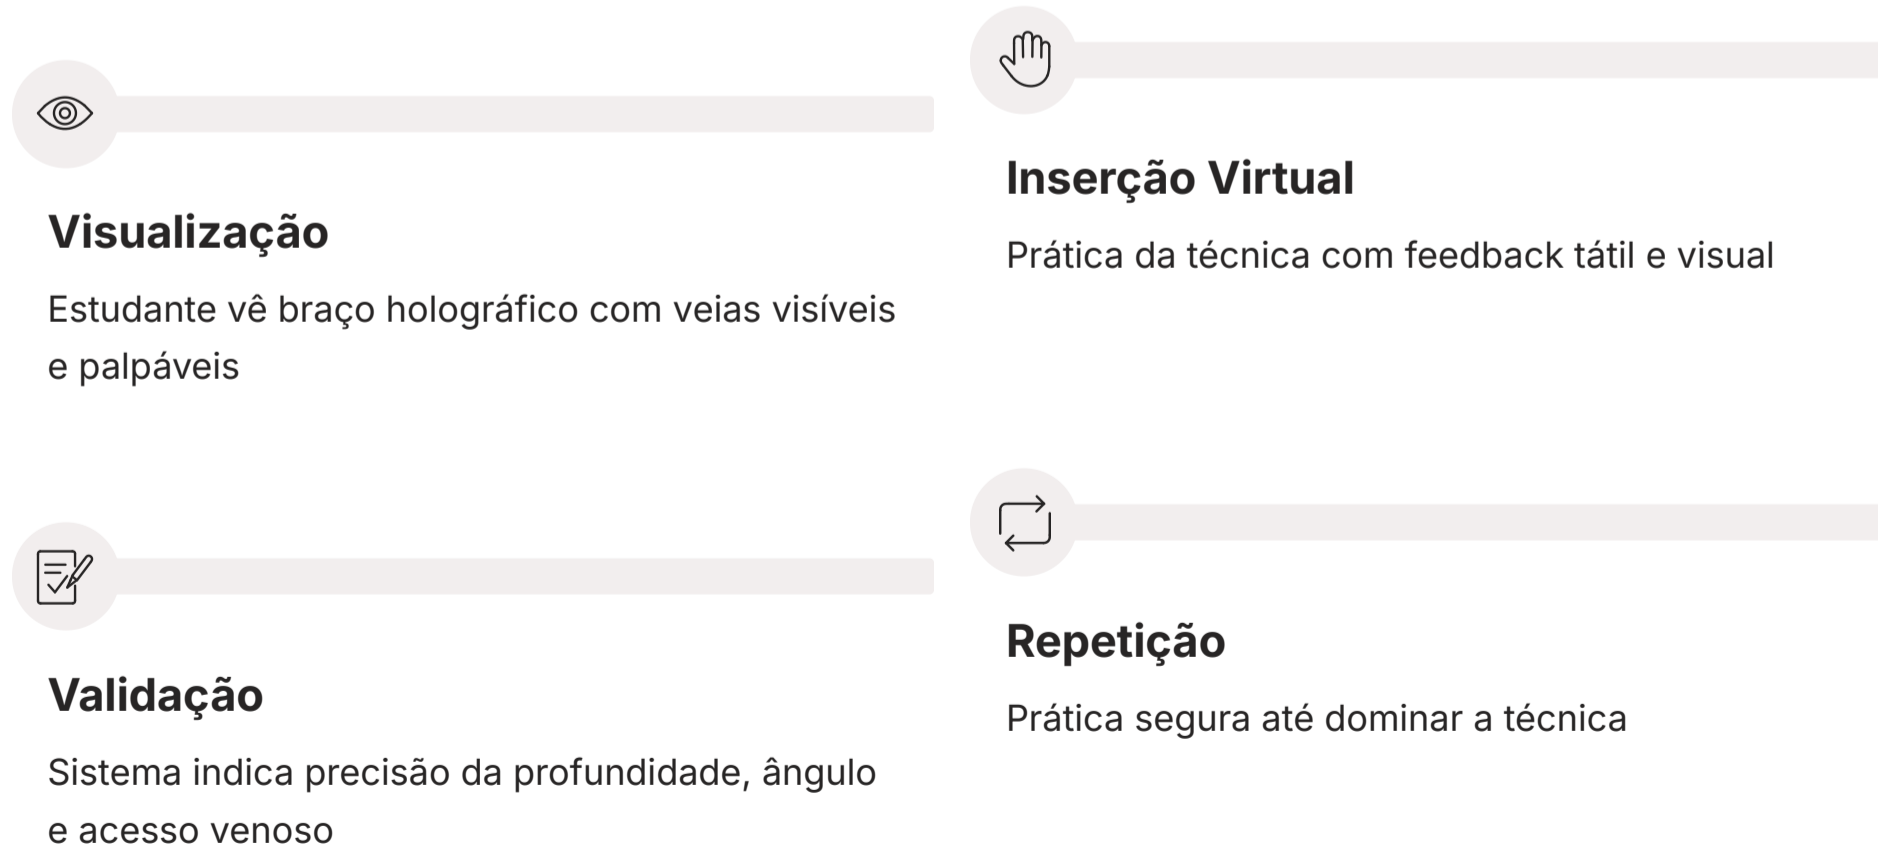 Visualização
Estudante vê braço holográfico com veias visíveis
e palpáveis
Inserção Virtual
Prática da técnica com feedback tátil e visual
Validação
Sistema indica precisão da profundidade, ângulo
e acesso venoso
Repetição
Prática segura até dominar a técnica